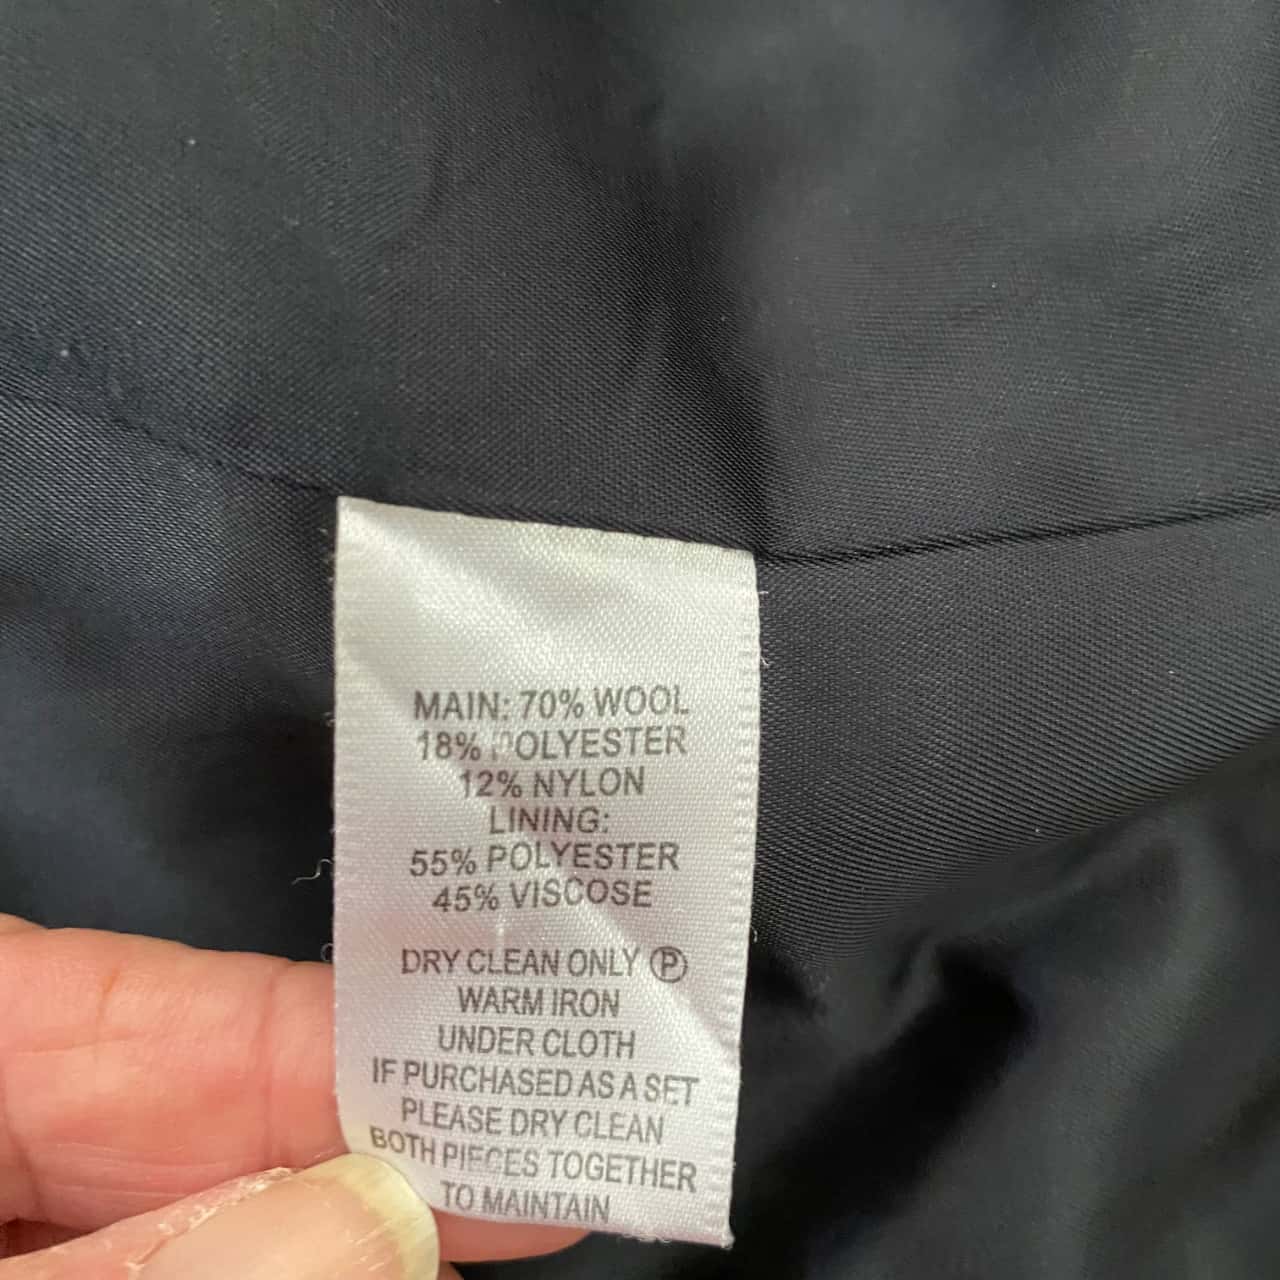 MAIN: 70% WOOL
18% POLYESTER
12% NYLON
LINING:
55% POLYESTER
45% VISCOSE
DRY CLEAN ONLY Ⓟ
WARM IRON
UNDER CLOTH
IF PURCHASED AS A SET
PLEASE DRY CLEAN
BOTH PIECES TOGETHER
TO MAINTAIN